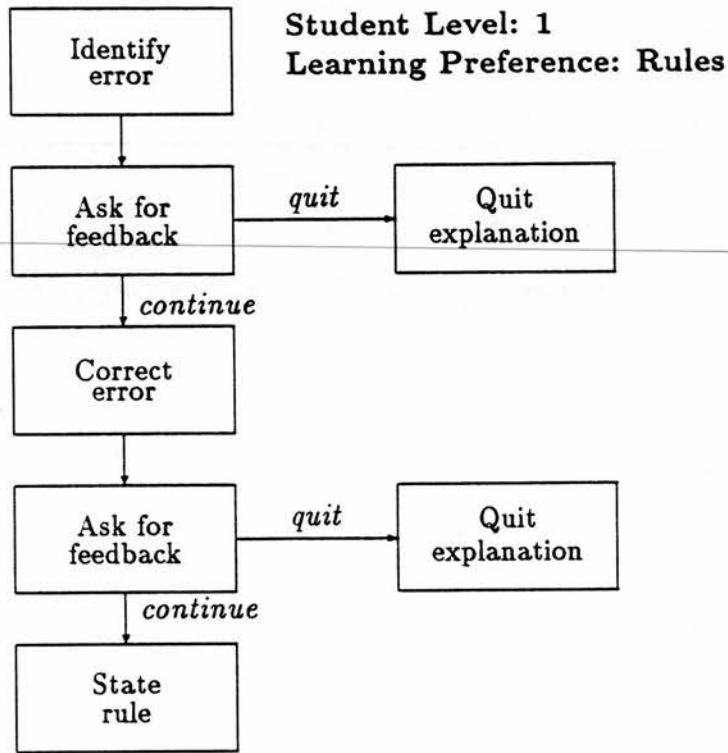 Student Level: 1
Learning Preference: Rules
Identify
error
Ask for
feedback
quit
Quit
explanation
continue
Correct
error
Ask for
feedback
quit
Quit
explanation
continue
State
rule